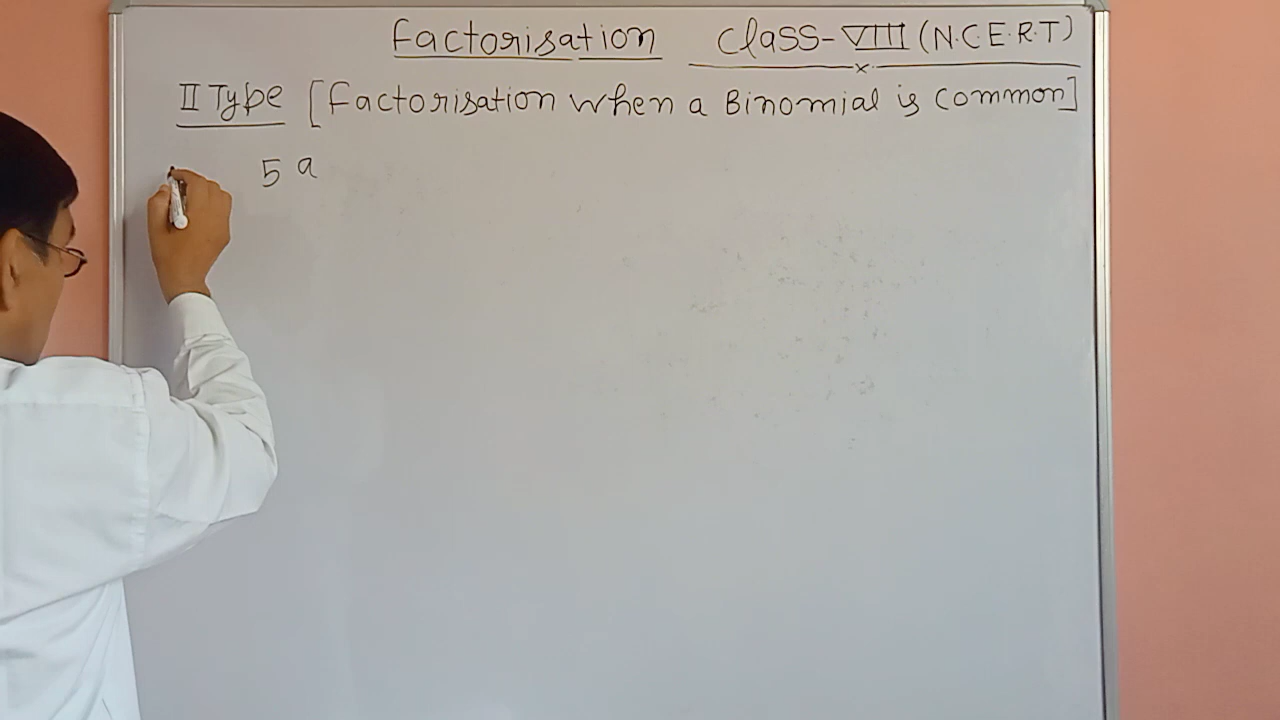 Factorisation Class-VIII (N.C.E.R.T)
II Type [Factorisation when a Binomial is common]
5 a